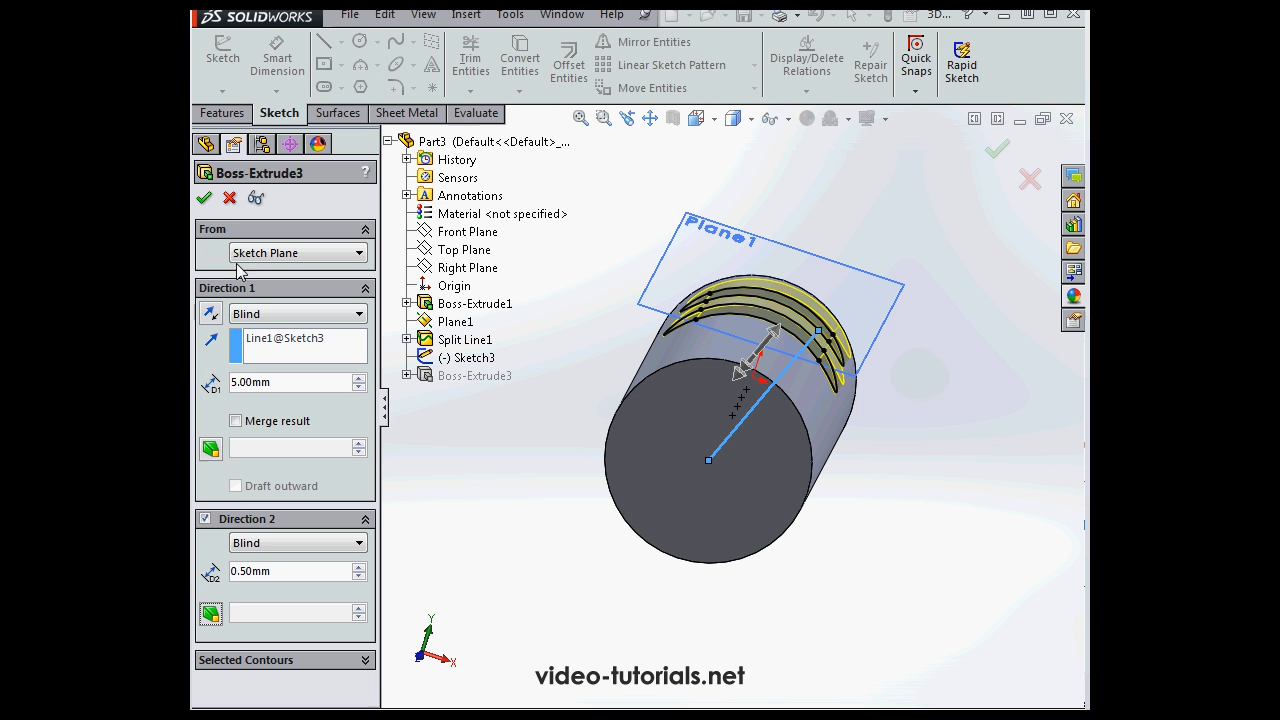 SOLIDWORKS File Edit View Insert Tools Window Help 3D... ?
Sketch Smart Dimension Trim Entities Convert Entities Offset Entities Mirror Entities Linear Sketch Pattern Move Entities Display/Delete Relations Repair Sketch Quick Snaps Rapid Sketch
Features Sketch Surfaces Sheet Metal Evaluate
Boss-Extrude3 ?
From
Sketch Plane
Direction 1
Blind
Line1@Sketch3
D1 5.00mm
Merge result
Draft outward
Direction 2
Blind
D2 0.50mm
Selected Contours
Part3 (Default<<Default>_...
History
Sensors
A Annotations
Material <not specified>
Front Plane
Top Plane
Right Plane
Origin
Boss-Extrude1
Plane1
Split Line1
(-) Sketch3
Boss-Extrude3
Plane1
Y
X
Z
video-tutorials.net